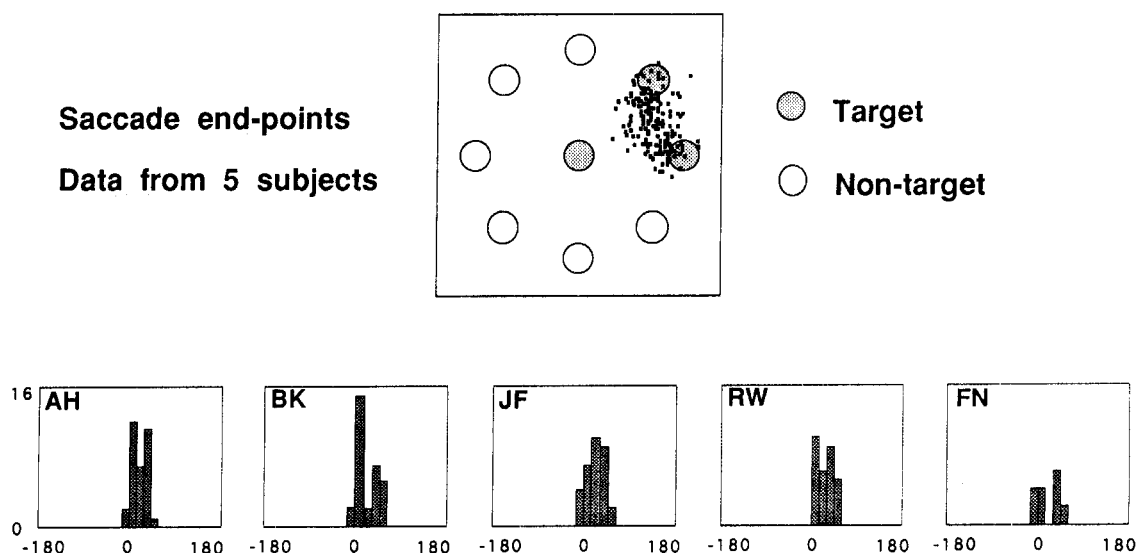 Saccade end-points
Data from 5 subjects
Target
Non-target
16
0
AH
BK
JF
RW
FN
-180 0 180
-180 0 180
-180 0 180
-180 0 180
-180 0 180